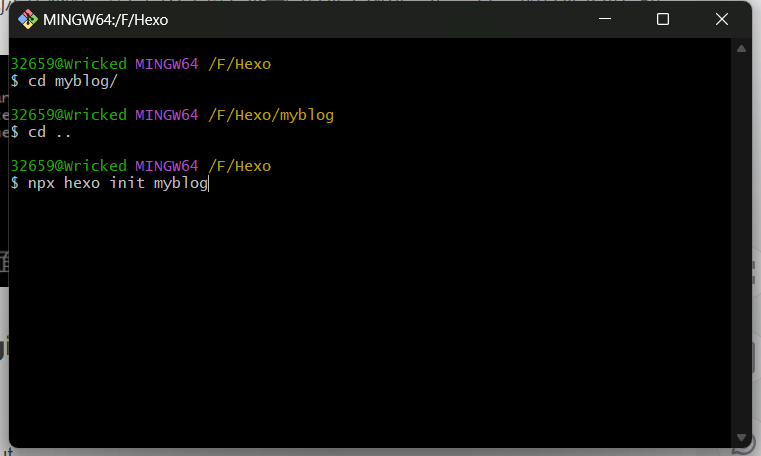 MINGW64:/F/Hexo
32659@Wricked MINGW64 /F/Hexo
$ cd myblog/
32659@Wricked MINGW64 /F/Hexo/myblog
$ cd ..
32659@Wricked MINGW64 /F/Hexo
$ npx hexo init myblog